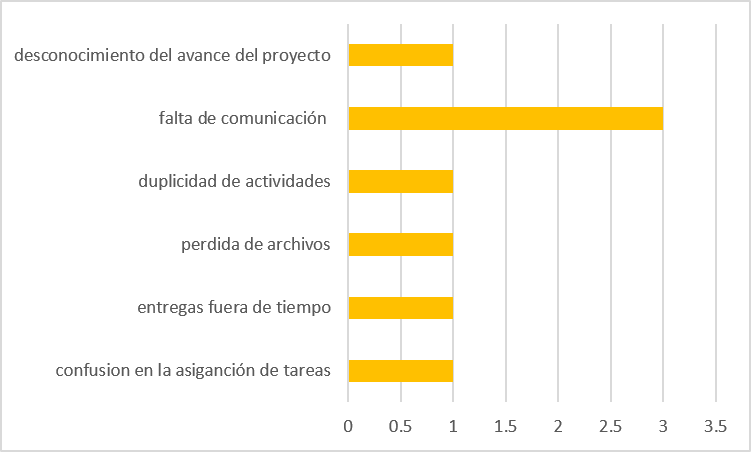 desconocimiento del avance del proyecto
falta de comunicación
duplicidad de actividades
perdida de archivos
entregas fuera de tiempo
confusion en la asiganción de tareas
0 0.5 1 1.5 2 2.5 3 3.5